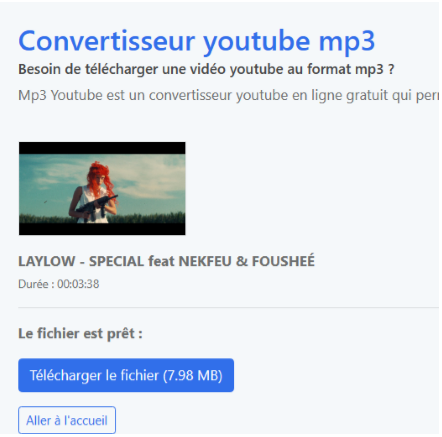 Convertisseur youtube mp3
Besoin de télécharger une vidéo youtube au format mp3 ?
Mp3 Youtube est un convertisseur youtube en ligne gratuit qui per
LAYLOW - SPECIAL feat NEKFEU & FOUSHEÉ
Durée : 00:03:38
Le fichier est prêt :
Télécharger le fichier (7.98 MB)
Aller à l'accueil